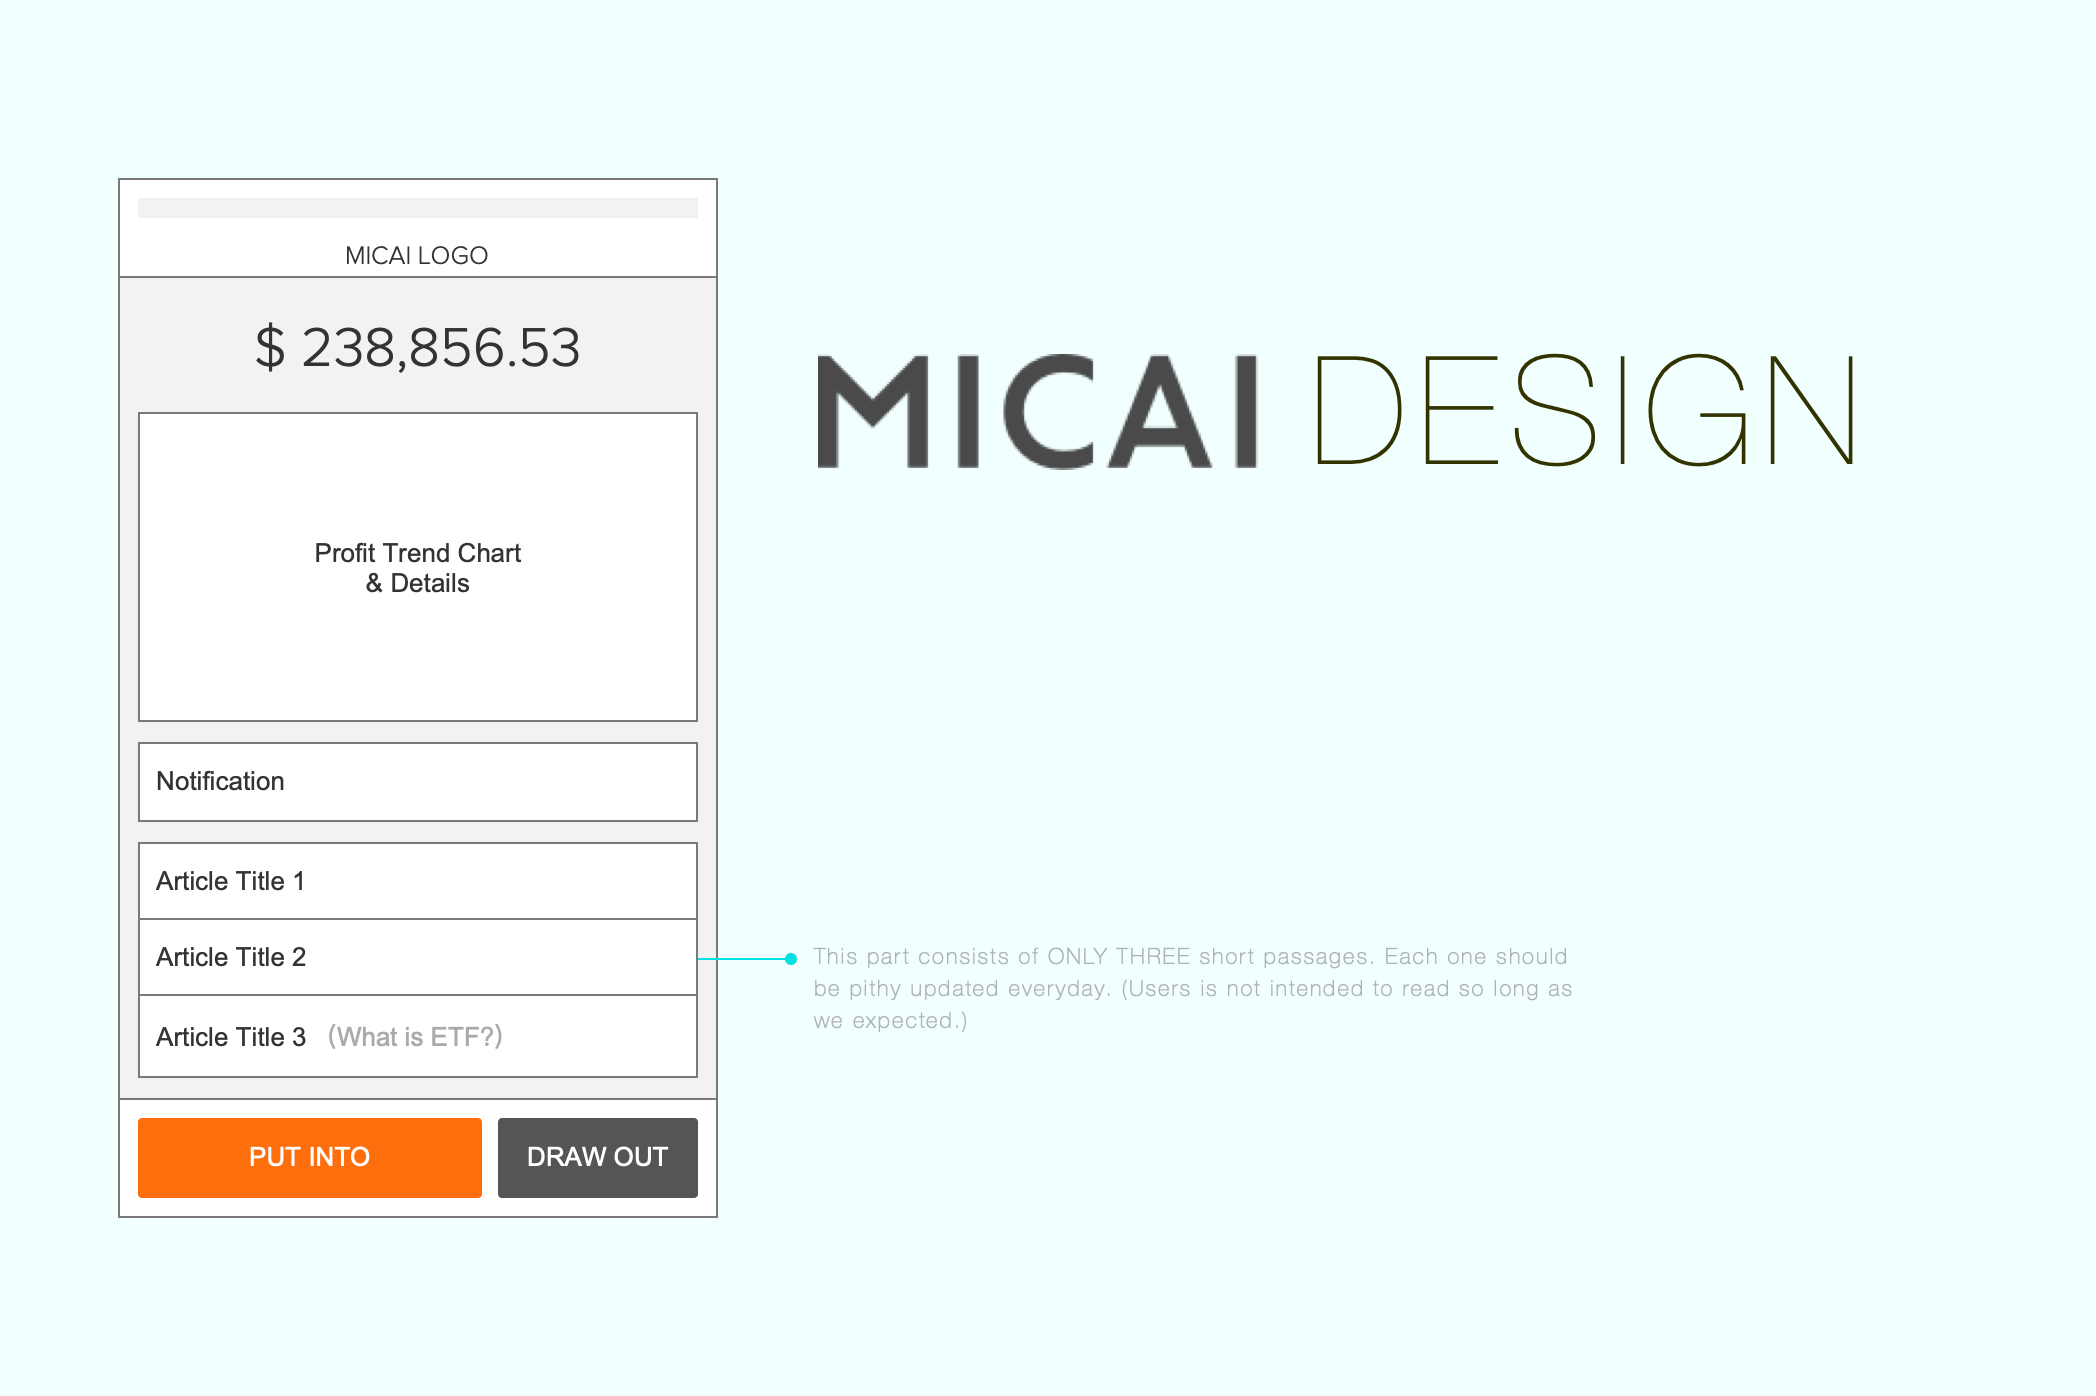 MICAI LOGO
$ 238,856.53
Profit Trend Chart
& Details
Notification
Article Title 1
Article Title 2
Article Title 3 (What is ETF?)
PUT INTO
DRAW OUT
MICAI DESIGN
This part consists of ONLY THREE short passages. Each one should
be pithy updated everyday. (Users is not intended to read so long as
we expected.)